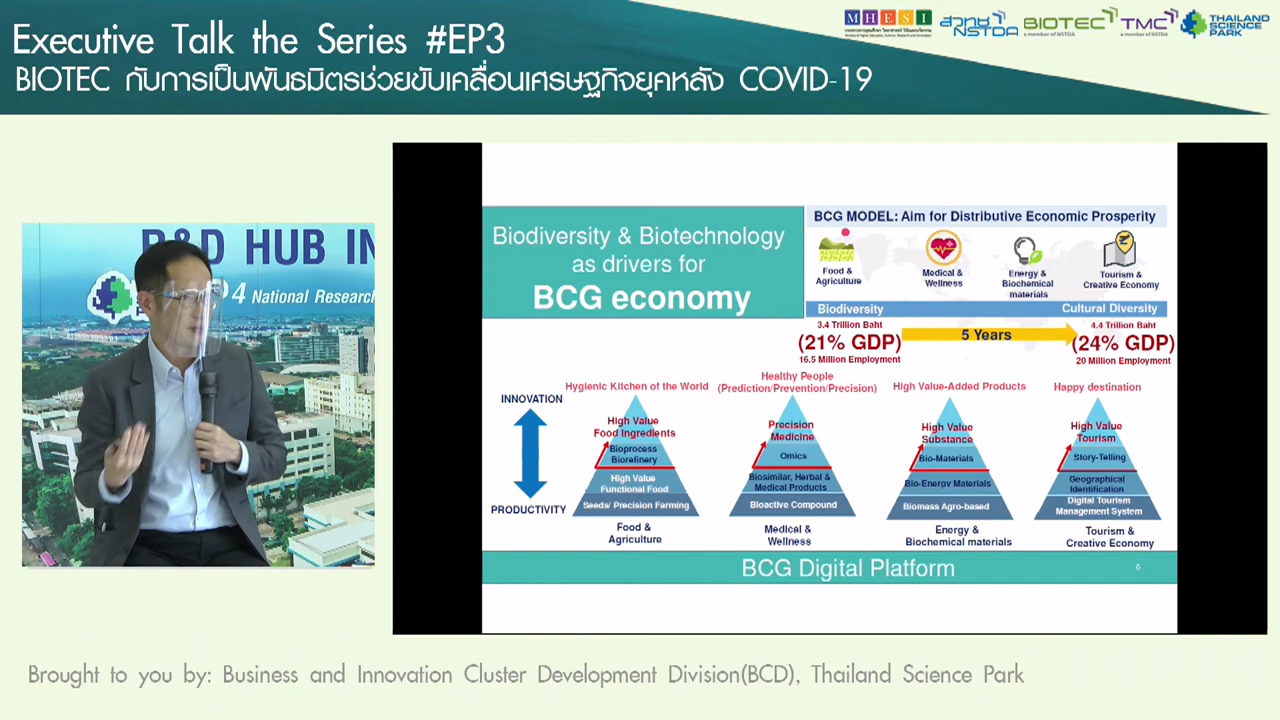 Executive Talk the Series #EP3
BIOTEC กับการเป็นพันธมิตรช่วยขับเคลื่อนเศรษฐกิจยุคหลัง COVID-19
MHESI
สวทช
NSTDA
BIOTEC
a member of NSTDA
TMC
a member of NSTDA
THAILAND
SCIENCE
PARK
R&D HUB IN
4 National Research
Biodiversity & Biotechnology
as drivers for
BCG economy
BCG MODEL: Aim for Distributive Economic Prosperity
Food &
Agriculture
Medical &
Wellness
Energy &
Biochemical
materials
Tourism &
Creative Economy
Biodiversity
Cultural Diversity
3.4 Trillion Baht
(21% GDP)
16.5 Million Employment
5 Years
4.4 Trillion Baht
(24% GDP)
20 Million Employment
INNOVATION
PRODUCTIVITY
Hygienic Kitchen of the World
High Value
Food Ingredients
Bioprocess
Biorefinery
High Value
Functional Food
Seeds/ Precision Farming
Food &
Agriculture
Healthy People
(Prediction/Prevention/Precision)
Precision
Medicine
Omics
Biosimilar, Herbal &
Medical Products
Bioactive Compound
Medical &
Wellness
High Value-Added Products
High Value
Substance
Bio-Materials
Bio-Energy Materials
Biomass Agro-based
Energy &
Biochemical materials
Happy destination
High Value
Tourism
Story-Telling
Geographical
Identification
Digital Tourism
Management System
Tourism &
Creative Economy
BCG Digital Platform
6
Brought to you by: Business and Innovation Cluster Development Division(BCD), Thailand Science Park